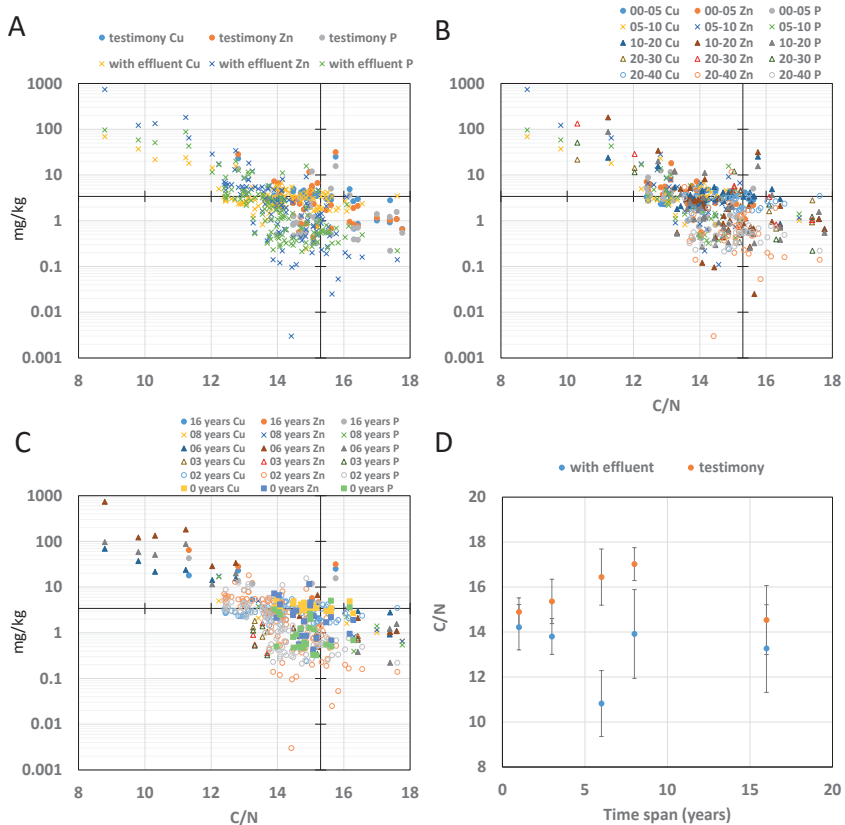 A
testimony Cu testimony Zn testimony P
with effluent Cu with effluent Zn with effluent P
1000
100
10
1
0.1
0.01
0.001
mg/kg
8 10 12 14 16 18
B
00-05 Cu 00-05 Zn 00-05 P
05-10 Cu 05-10 Zn 05-10 P
10-20 Cu 10-20 Zn 10-20 P
20-30 Cu 20-30 Zn 20-30 P
20-40 Cu 20-40 Zn 20-40 P
1000
100
10
1
0.1
0.01
0.001
mg/kg
8 10 12 14 16 18
C/N
C
16 years Cu 16 years Zn 16 years P
08 years Cu 08 years Zn 08 years P
06 years Cu 06 years Zn 06 years P
03 years Cu 03 years Zn 03 years P
02 years Cu 02 years Zn 02 years P
0 years Cu 0 years Zn 0 years P
1000
100
10
1
0.1
0.01
0.001
mg/kg
8 10 12 14 16 18
C/N
D
with effluent testimony
20
18
16
14
12
10
8
C/N
0 5 10 15 20
Time span (years)